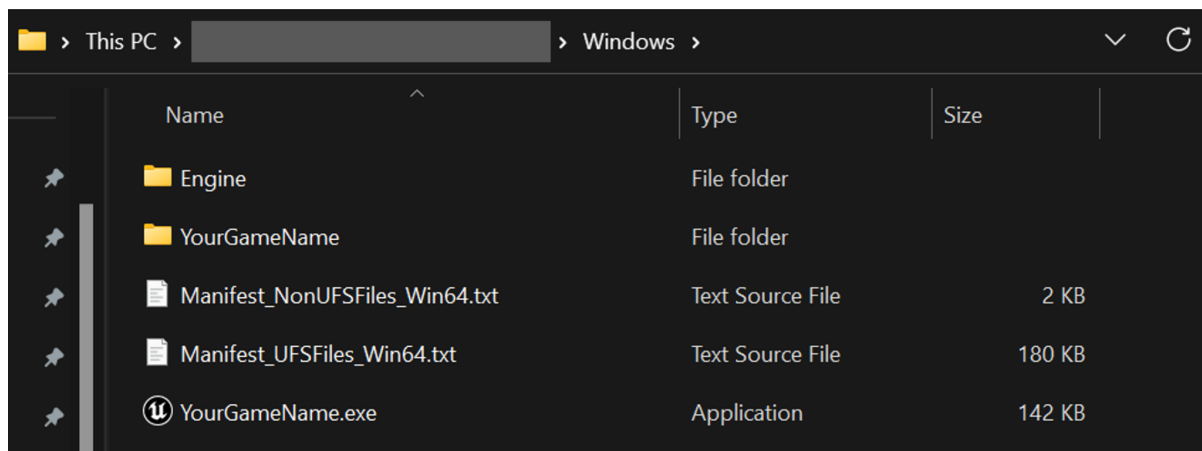 This PC > Windows >
Name Type Size
Engine File folder
YourGameName File folder
Manifest_NonUFSFiles_Win64.txt Text Source File 2 KB
Manifest_UFSFiles_Win64.txt Text Source File 180 KB
YourGameName.exe Application 142 KB